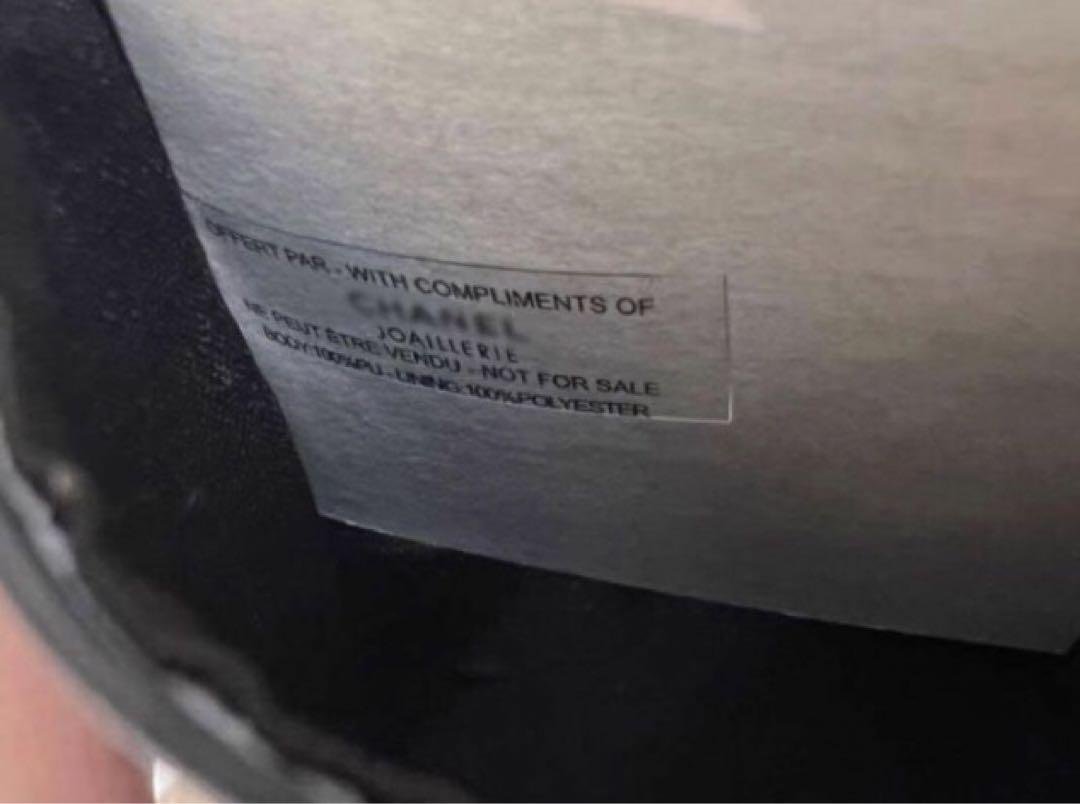 OFFERT PAR - WITH COMPLIMENTS OF
CHANEL
JOAILLERIE
NE PEUT ÊTRE VENDU - NOT FOR SALE
BODY:100%PU - LINING:100%POLYESTER